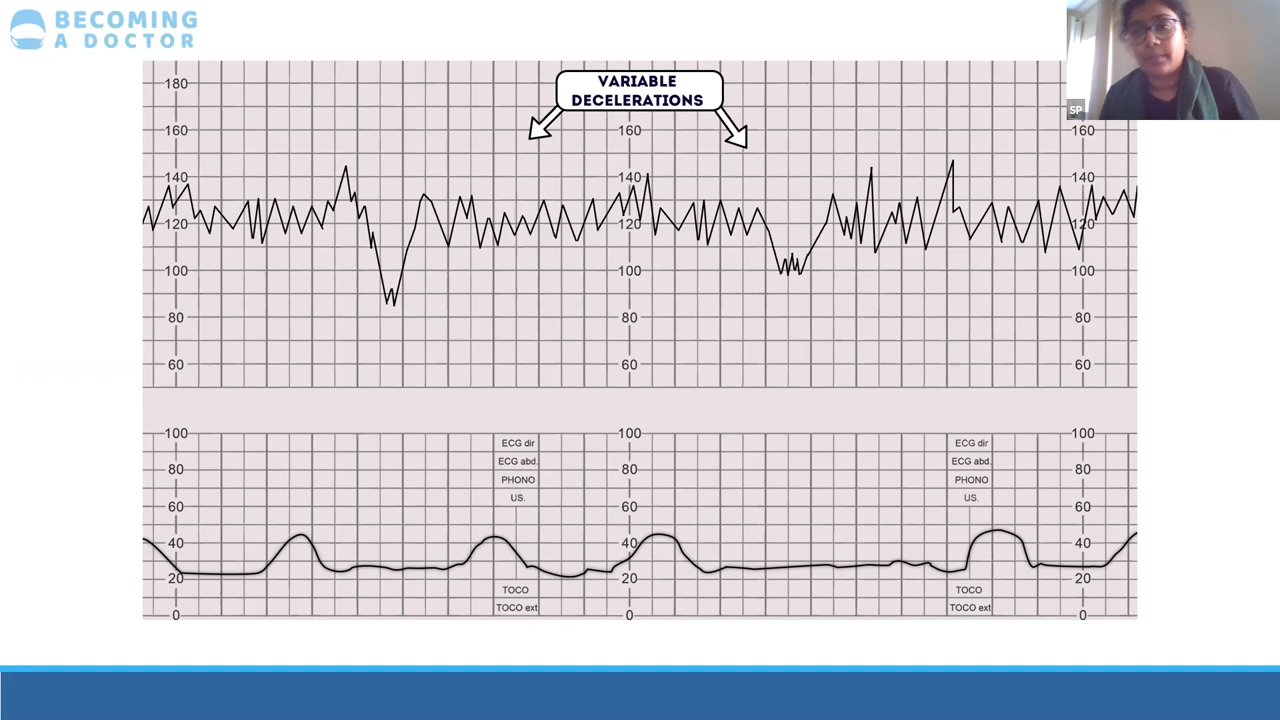 BECOMING
A DOCTOR
SP
VARIABLE
DECELERATIONS
180
160 160
140 140 140
120 120 120
100 100 100
80 80 80
60 60 60
100 100 100
80 80 80
60 60 60
40 40 40
20 20 20
0 0 0
ECG dir
ECG abd.
PHONO
US.
TOCO
TOCO ext
ECG dir
ECG abd.
PHONO
US.
TOCO
TOCO ext